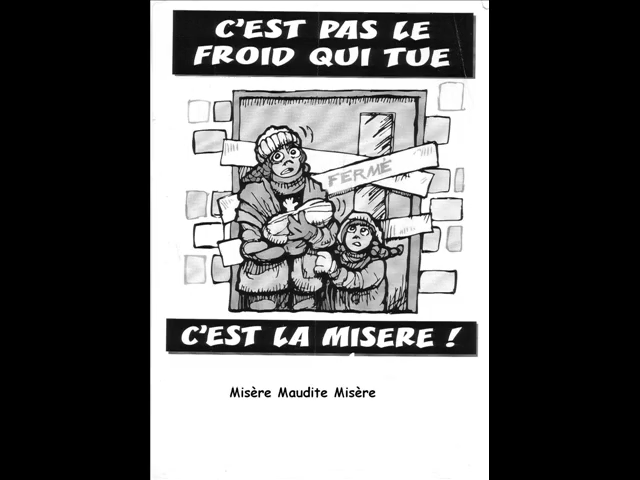 C'EST PAS LE
FROID QUI TUE
FERMÉ
C'EST LA MISERE !
Misère Maudite Misère